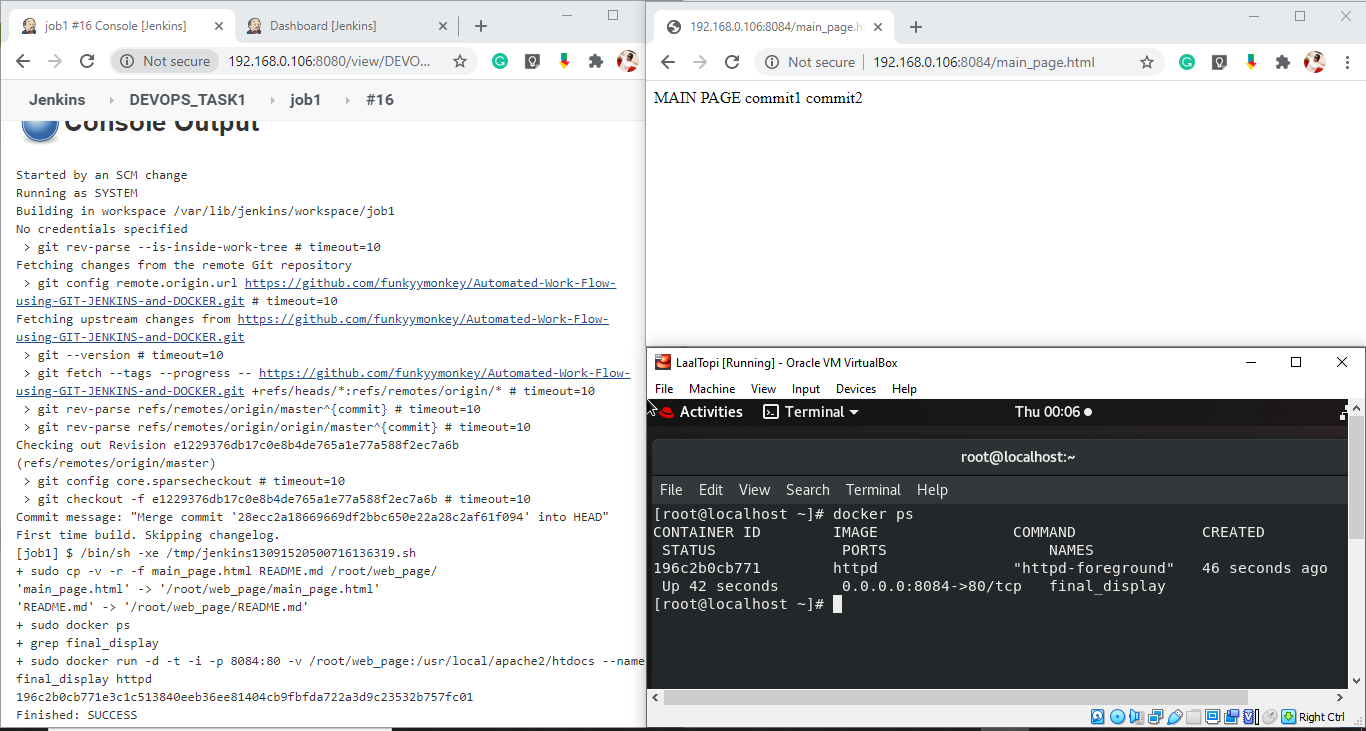 job1 #16 Console [Jenkins]
Dashboard [Jenkins]
Not secure
192.168.0.106:8080/view/DEVO...
Jenkins
DEVOPS_TASK1
job1
#16
Console Output
Started by an SCM change
Running as SYSTEM
Building in workspace /var/lib/jenkins/workspace/job1
No credentials specified
> git rev-parse --is-inside-work-tree # timeout=10
Fetching changes from the remote Git repository
> git config remote.origin.url https://github.com/funkyymonkey/Automated-Work-Flow-
using-GIT-JENKINS-and-DOCKER.git # timeout=10
Fetching upstream changes from https://github.com/funkyymonkey/Automated-Work-Flow-
using-GIT-JENKINS-and-DOCKER.git
> git --version # timeout=10
> git fetch --tags --progress -- https://github.com/funkyymonkey/Automated-Work-Flow-
using-GIT-JENKINS-and-DOCKER.git +refs/heads/*:refs/remotes/origin/* # timeout=10
> git rev-parse refs/remotes/origin/master^{commit} # timeout=10
> git rev-parse refs/remotes/origin/origin/master^{commit} # timeout=10
Checking out Revision e1229376db17c0e8b4de765a1e77a588f2ec7a6b
(refs/remotes/origin/master)
> git config core.sparsecheckout # timeout=10
> git checkout -f e1229376db17c0e8b4de765a1e77a588f2ec7a6b # timeout=10
Commit message: "Merge commit '28ecc2a18669669df2bbc650e22a28c2af61f094' into HEAD"
First time build. Skipping changelog.
[job1] $ /bin/sh -xe /tmp/jenkins13091520500716136319.sh
+ sudo cp -v -r -f main_page.html README.md /root/web_page/
'main_page.html' -> '/root/web_page/main_page.html'
'README.md' -> '/root/web_page/README.md'
+ sudo docker ps
+ grep final_display
+ sudo docker run -d -t -i -p 8084:80 -v /root/web_page:/usr/local/apache2/htdocs --name
final_display httpd
196c2b0cb771e3c1c513840eeb36ee81404cb9fbfda722a3d9c23532b757fc01
Finished: SUCCESS
192.168.0.106:8084/main_page.h
Not secure
192.168.0.106:8084/main_page.html
MAIN PAGE commit1 commit2
LaalTopi [Running] - Oracle VM VirtualBox
File Machine View Input Devices Help
Activities Terminal Thu 00:06
root@localhost:~
File Edit View Search Terminal Help
[root@localhost ~]# docker ps
CONTAINER ID IMAGE COMMAND CREATED
STATUS PORTS NAMES
196c2b0cb771 httpd "httpd-foreground" 46 seconds ago
Up 42 seconds 0.0.0.0:8084->80/tcp final_display
[root@localhost ~]#
Right Ctrl